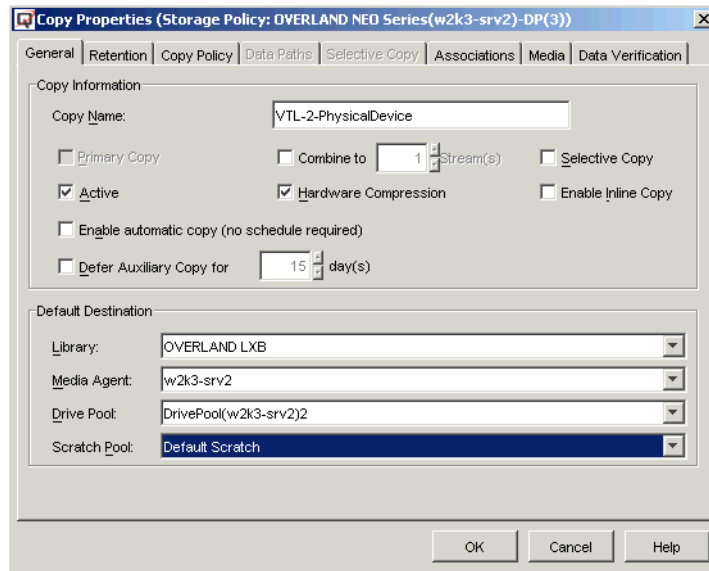 Copy Properties (Storage Policy: OVERLAND NEO Series(w2k3-srv2)-DP(3))
General Retention Copy Policy Data Paths Selective Copy Associations Media Data Verification
Copy Information
Copy Name: VTL-2-PhysicalDevice
Primary Copy Combine to 1 Stream(s) Selective Copy
Active Hardware Compression Enable Inline Copy
Enable automatic copy (no schedule required)
Defer Auxiliary Copy for 15 day(s)
Default Destination
Library: OVERLAND LXB
Media Agent: w2k3-srv2
Drive Pool: DrivePool(w2k3-srv2)2
Scratch Pool: Default Scratch
OK Cancel Help